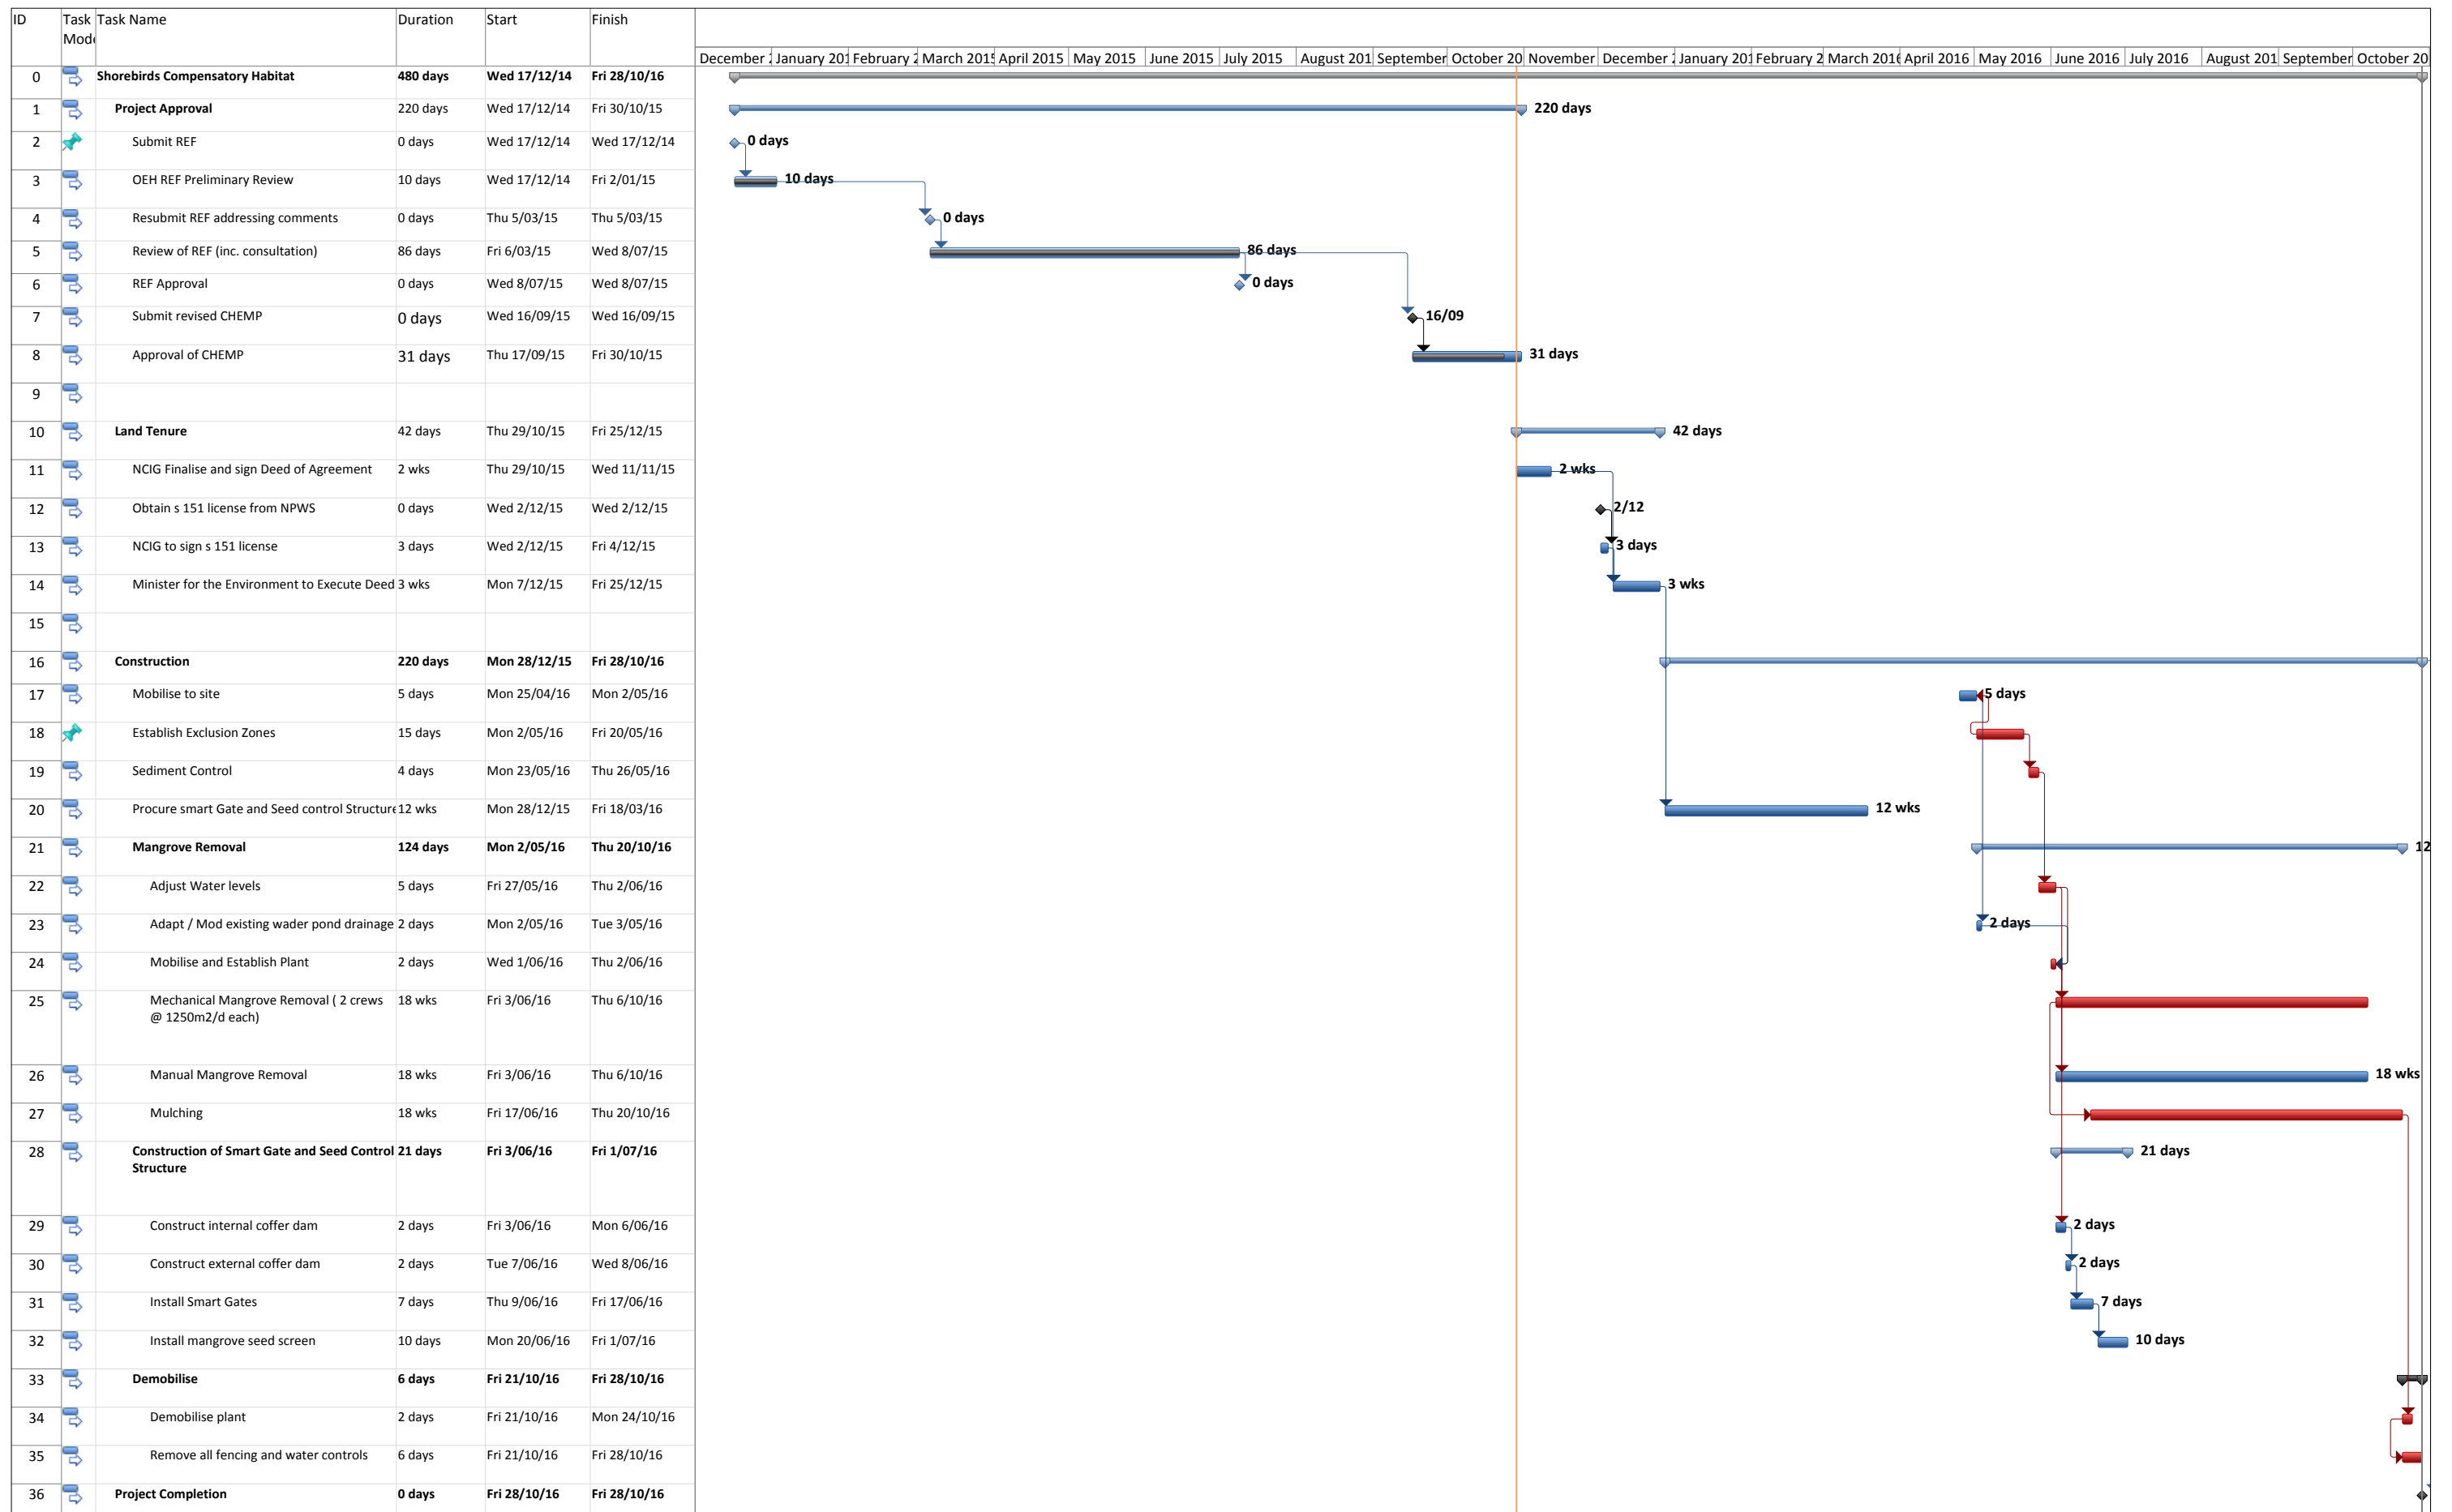 ID Task Task Name Duration Start Finish
Mode
December 2 January 201 February 2 March 2015 April 2015 May 2015 June 2015 July 2015 August 201 September October 20 November December 2 January 201 February 2 March 2016 April 2016 May 2016 June 2016 July 2016 August 201 September October 20
0 Shorebirds Compensatory Habitat 480 days Wed 17/12/14 Fri 28/10/16
1 Project Approval 220 days Wed 17/12/14 Fri 30/10/15 220 days
2 Submit REF 0 days Wed 17/12/14 Wed 17/12/14 0 days
3 OEH REF Preliminary Review 10 days Wed 17/12/14 Fri 2/01/15 10 days
4 Resubmit REF addressing comments 0 days Thu 5/03/15 Thu 5/03/15 0 days
5 Review of REF (inc. consultation) 86 days Fri 6/03/15 Wed 8/07/15 86 days
6 REF Approval 0 days Wed 8/07/15 Wed 8/07/15 0 days
7 Submit revised CHEMP 0 days Wed 16/09/15 Wed 16/09/15 16/09
8 Approval of CHEMP 31 days Thu 17/09/15 Fri 30/10/15 31 days
9
10 Land Tenure 42 days Thu 29/10/15 Fri 25/12/15 42 days
11 NCIG Finalise and sign Deed of Agreement 2 wks Thu 29/10/15 Wed 11/11/15 2 wks
12 Obtain s 151 license from NPWS 0 days Wed 2/12/15 Wed 2/12/15 2/12
13 NCIG to sign s 151 license 3 days Wed 2/12/15 Fri 4/12/15 3 days
14 Minister for the Environment to Execute Deed 3 wks Mon 7/12/15 Fri 25/12/15 3 wks
15
16 Construction 220 days Mon 28/12/15 Fri 28/10/16
17 Mobilise to site 5 days Mon 25/04/16 Mon 2/05/16 5 days
18 Establish Exclusion Zones 15 days Mon 2/05/16 Fri 20/05/16
19 Sediment Control 4 days Mon 23/05/16 Thu 26/05/16
20 Procure smart Gate and Seed control Structure 12 wks Mon 28/12/15 Fri 18/03/16 12 wks
21 Mangrove Removal 124 days Mon 2/05/16 Thu 20/10/16 12
22 Adjust Water levels 5 days Fri 27/05/16 Thu 2/06/16
23 Adapt / Mod existing wader pond drainage 2 days Mon 2/05/16 Tue 3/05/16 2 days
24 Mobilise and Establish Plant 2 days Wed 1/06/16 Thu 2/06/16
25 Mechanical Mangrove Removal ( 2 crews 18 wks Fri 3/06/16 Thu 6/10/16
@ 1250m2/d each)
26 Manual Mangrove Removal 18 wks Fri 3/06/16 Thu 6/10/16 18 wks
27 Mulching 18 wks Fri 17/06/16 Thu 20/10/16
28 Construction of Smart Gate and Seed Control 21 days Fri 3/06/16 Fri 1/07/16 21 days
Structure
29 Construct internal coffer dam 2 days Fri 3/06/16 Mon 6/06/16 2 days
30 Construct external coffer dam 2 days Tue 7/06/16 Wed 8/06/16 2 days
31 Install Smart Gates 7 days Thu 9/06/16 Fri 17/06/16 7 days
32 Install mangrove seed screen 10 days Mon 20/06/16 Fri 1/07/16 10 days
33 Demobilise 6 days Fri 21/10/16 Fri 28/10/16
34 Demobilise plant 2 days Fri 21/10/16 Mon 24/10/16
35 Remove all fencing and water controls 6 days Fri 21/10/16 Fri 28/10/16
36 Project Completion 0 days Fri 28/10/16 Fri 28/10/16